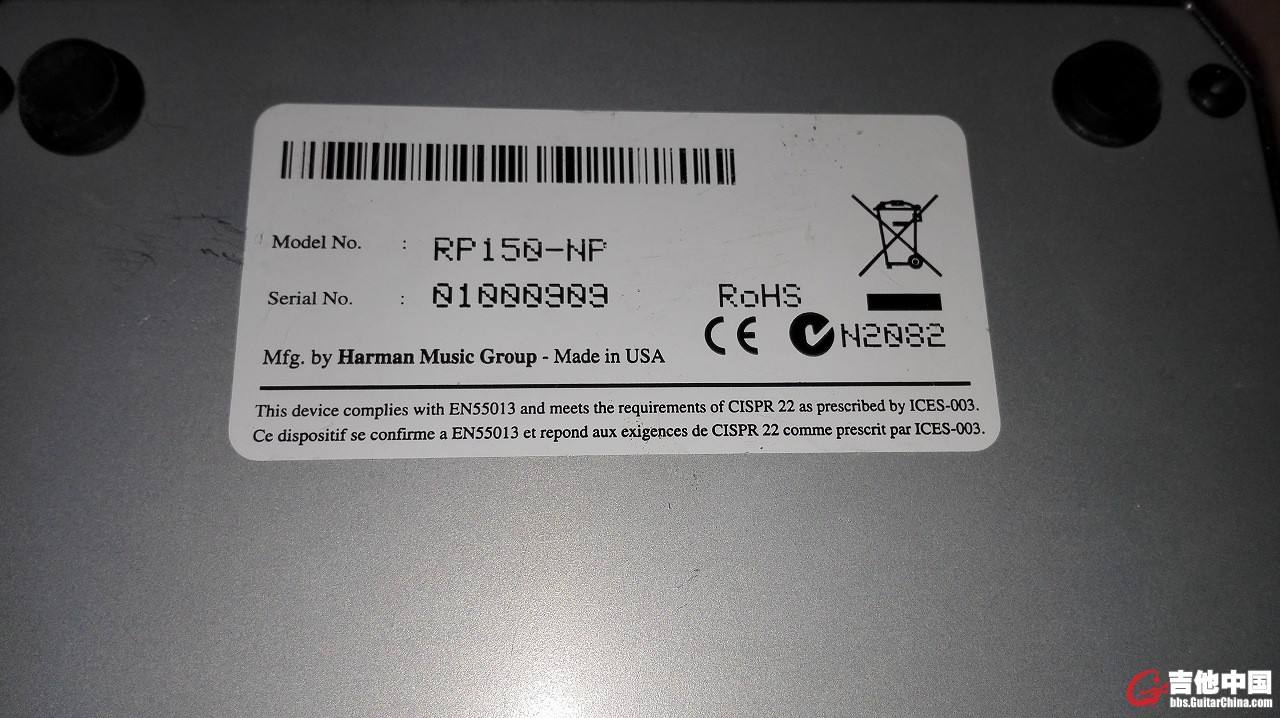 Model No. : RP150-NP
Serial No. : 01000909
RoHS
CE N2082
Mfg. by Harman Music Group - Made in USA
This device complies with EN55013 and meets the requirements of CISPR 22 as prescribed by ICES-003.
Ce dispositif se confirme a EN55013 et repond aux exigences de CISPR 22 comme prescrit par ICES-003.
吉他中国
bbs.GuitarChina.com